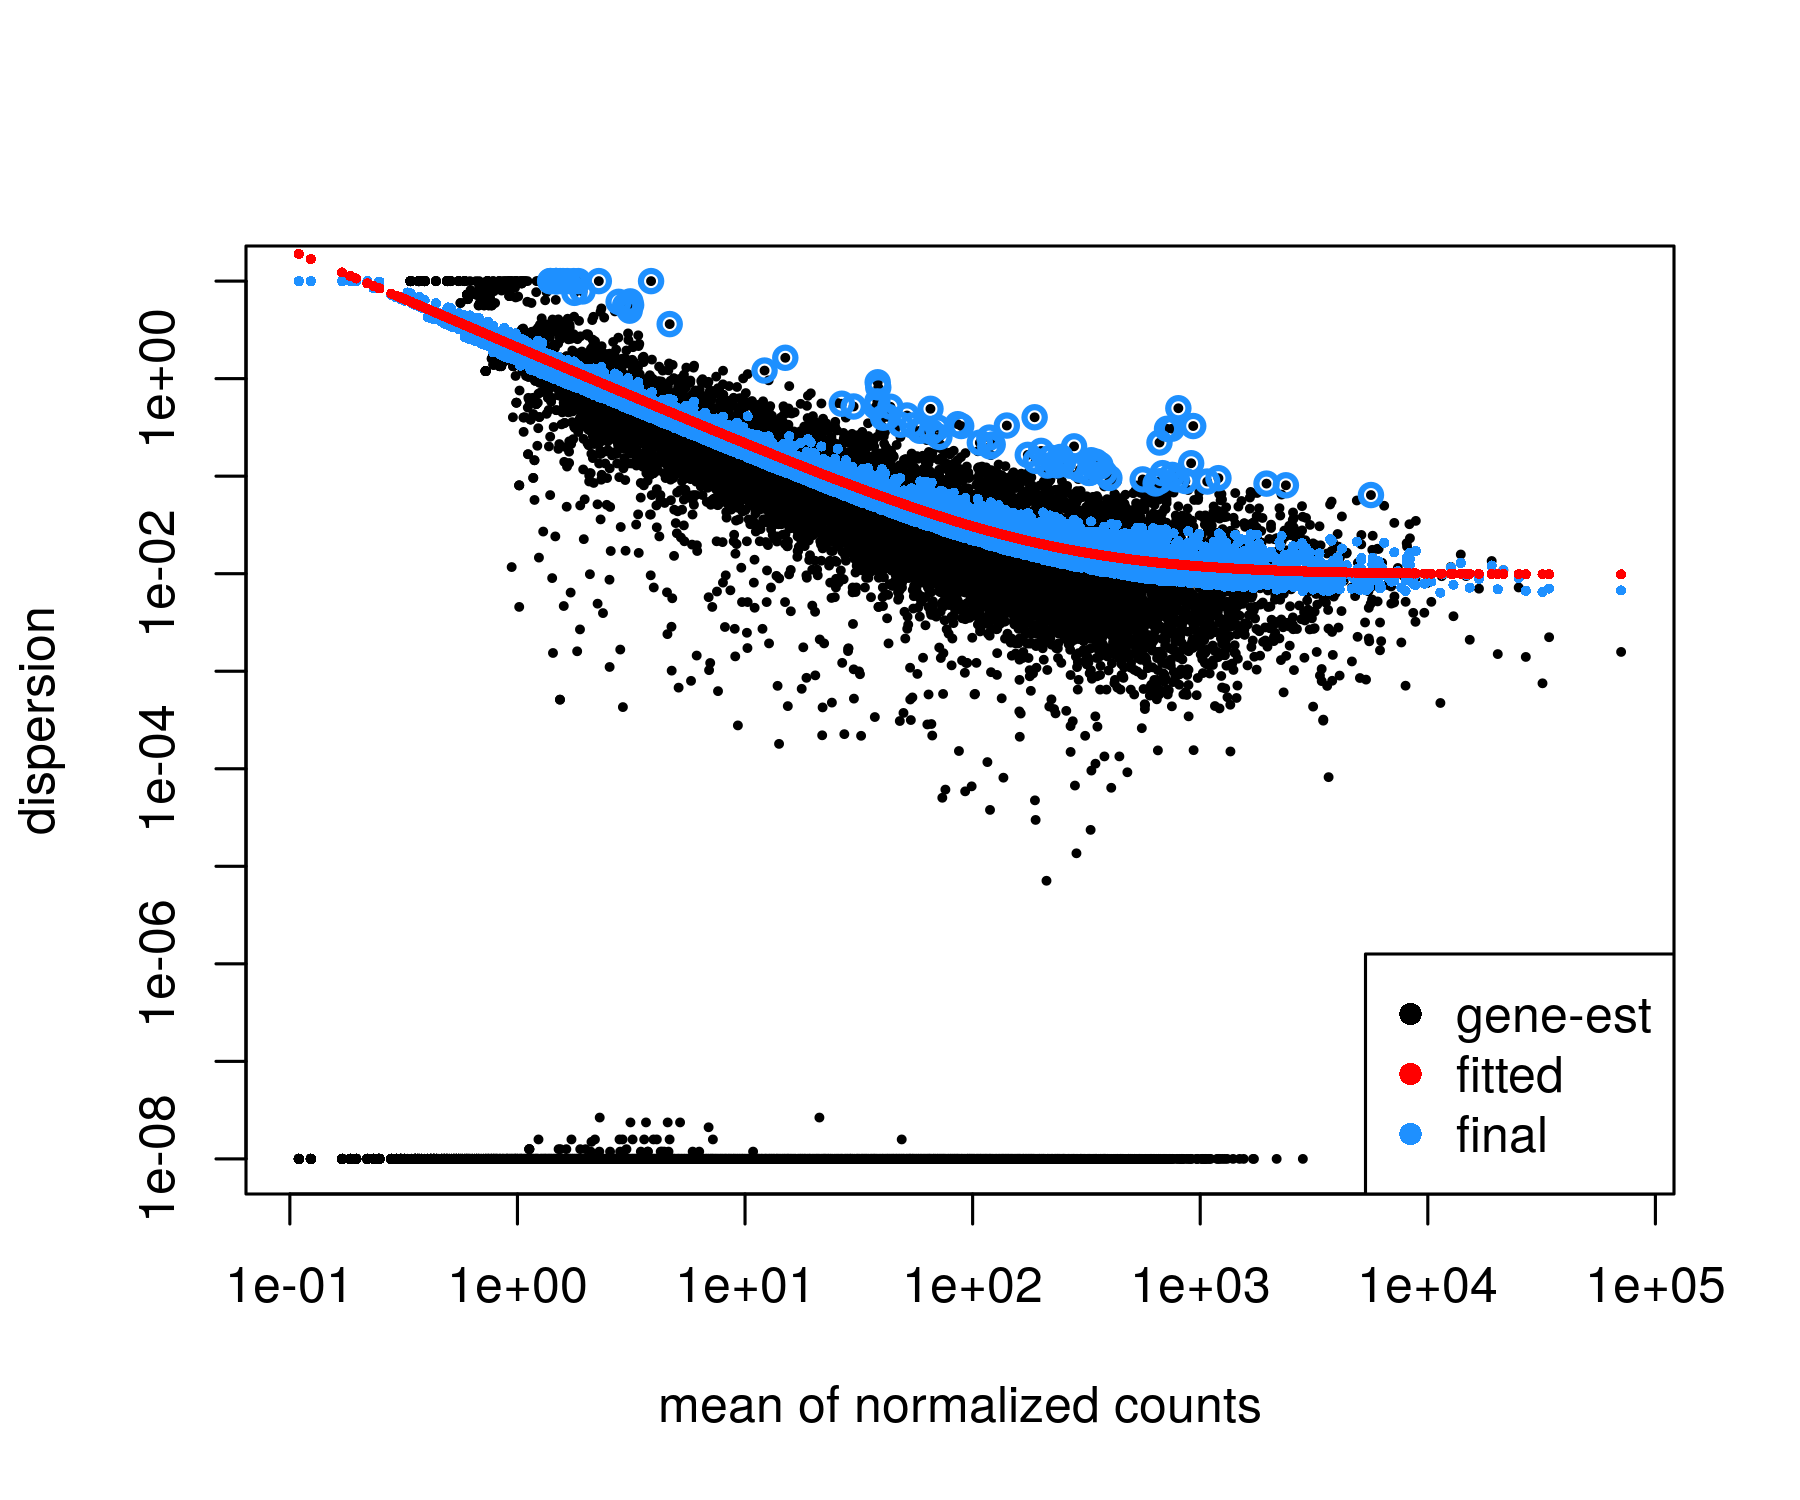 dispersion
1e+00
1e-02
1e-04
1e-06
1e-08
gene-est
fitted
final
1e-01 1e+00 1e+01 1e+02 1e+03 1e+04 1e+05
mean of normalized counts